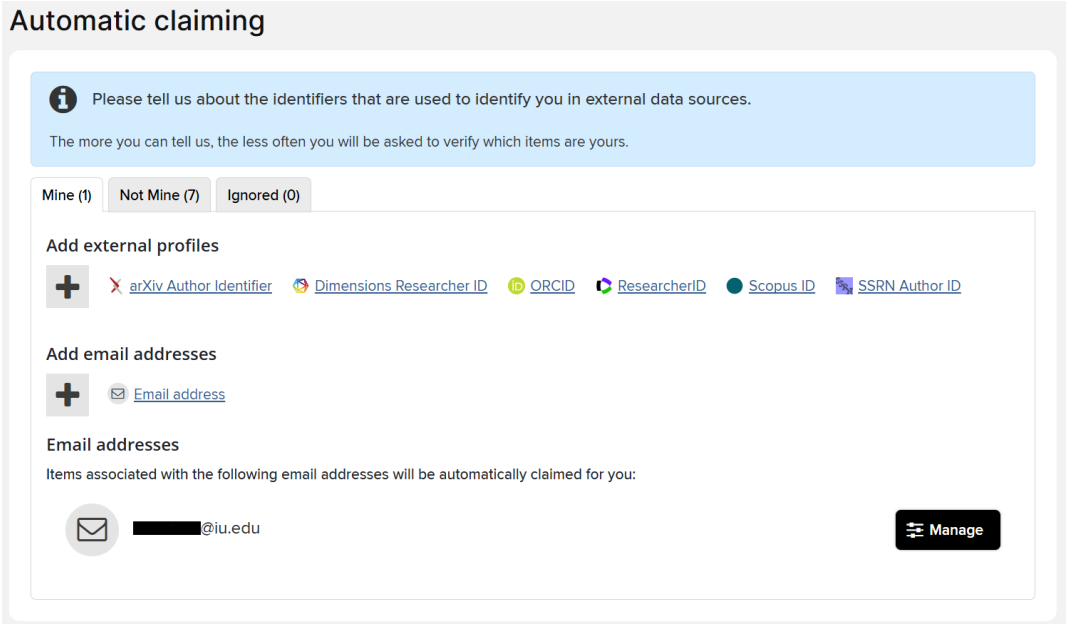 Automatic claiming
Please tell us about the identifiers that are used to identify you in external data sources.
The more you can tell us, the less often you will be asked to verify which items are yours.
Mine (1) Not Mine (7) Ignored (0)
Add external profiles
arXiv Author Identifier Dimensions Researcher ID iD ORCID ResearcherID Scopus ID SSRN Author ID
Add email addresses
Email address
Email addresses
Items associated with the following email addresses will be automatically claimed for you:
@iu.edu Manage